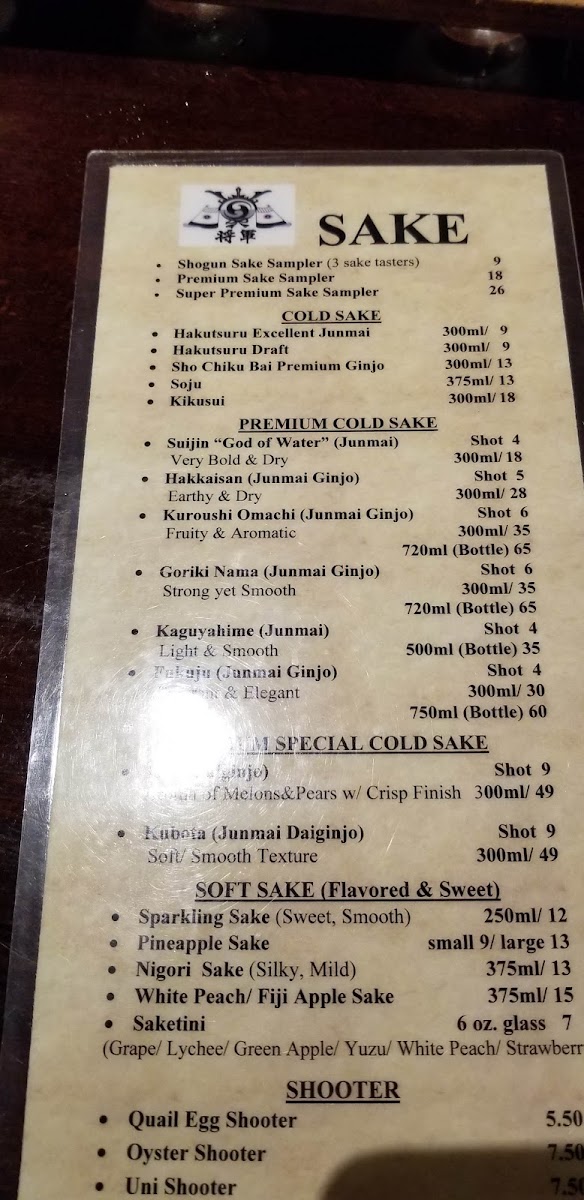 将軍
SAKE
• Shogun Sake Sampler (3 sake tasters) 9
• Premium Sake Sampler 18
• Super Premium Sake Sampler 26
COLD SAKE
• Hakutsuru Excellent Junmai 300ml/ 9
• Hakutsuru Draft 300ml/ 9
• Sho Chiku Bai Premium Ginjo 300ml/ 13
• Soju 375ml/ 13
• Kikusui 300ml/ 18
PREMIUM COLD SAKE
• Suijin “God of Water” (Junmai) Shot 4
Very Bold & Dry 300ml/ 18
• Hakkaisan (Junmai Ginjo) Shot 5
Earthy & Dry 300ml/ 28
• Kuroushi Omachi (Junmai Ginjo) Shot 6
Fruity & Aromatic 300ml/ 35
720ml (Bottle) 65
• Goriki Nama (Junmai Ginjo) Shot 6
Strong yet Smooth 300ml/ 35
720ml (Bottle) 65
• Kaguyahime (Junmai) Shot 4
Light & Smooth 500ml (Bottle) 35
• Fukuju (Junmai Ginjo) Shot 4
& Elegant 300ml/ 30
750ml (Bottle) 60
SPECIAL COLD SAKE
• Shot 9
of Melons&Pears w/ Crisp Finish 300ml/ 49
• Kubota (Junmai Daiginjo) Shot 9
Soft/ Smooth Texture 300ml/ 49
SOFT SAKE (Flavored & Sweet)
• Sparkling Sake (Sweet, Smooth) 250ml/ 12
• Pineapple Sake small 9/ large 13
• Nigori Sake (Silky, Mild) 375ml/ 13
• White Peach/ Fiji Apple Sake 375ml/ 15
• Saketini 6 oz. glass 7
(Grape/ Lychee/ Green Apple/ Yuzu/ White Peach/ Strawberr
SHOOTER
• Quail Egg Shooter 5.50
• Oyster Shooter 7.50
• Uni Shooter